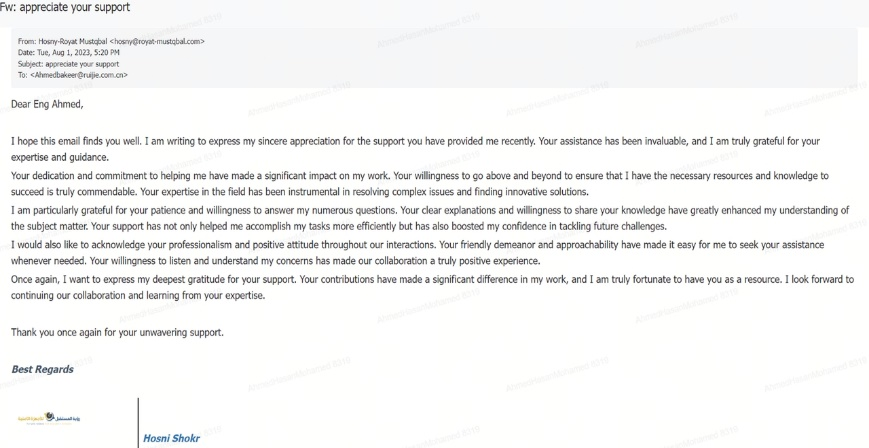 Fw: appreciate your support
From: Hosny-Royat Mustqbal <hosny@royat-mustqbal.com>
Date: Tue, Aug 1, 2023, 5:20 PM
Subject: appreciate your support
To: <Ahmedbakeer@ruijie.com.cn>
Dear Eng Ahmed,
I hope this email finds you well. I am writing to express my sincere appreciation for the support you have provided me recently. Your assistance has been invaluable, and I am truly grateful for your
expertise and guidance.
Your dedication and commitment to helping me have made a significant impact on my work. Your willingness to go above and beyond to ensure that I have the necessary resources and knowledge to
succeed is truly commendable. Your expertise in the field has been instrumental in resolving complex issues and finding innovative solutions.
I am particularly grateful for your patience and willingness to answer my numerous questions. Your clear explanations and willingness to share your knowledge have greatly enhanced my understanding of
the subject matter. Your support has not only helped me accomplish my tasks more efficiently but has also boosted my confidence in tackling future challenges.
I would also like to acknowledge your professionalism and positive attitude throughout our interactions. Your friendly demeanor and approachability have made it easy for me to seek your assistance
whenever needed. Your willingness to listen and understand my concerns has made our collaboration a truly positive experience.
Once again, I want to express my deepest gratitude for your support. Your contributions have made a significant difference in my work, and I am truly fortunate to have you as a resource. I look forward to
continuing our collaboration and learning from your expertise.
Thank you once again for your unwavering support.
Best Regards
Hosni Shokr